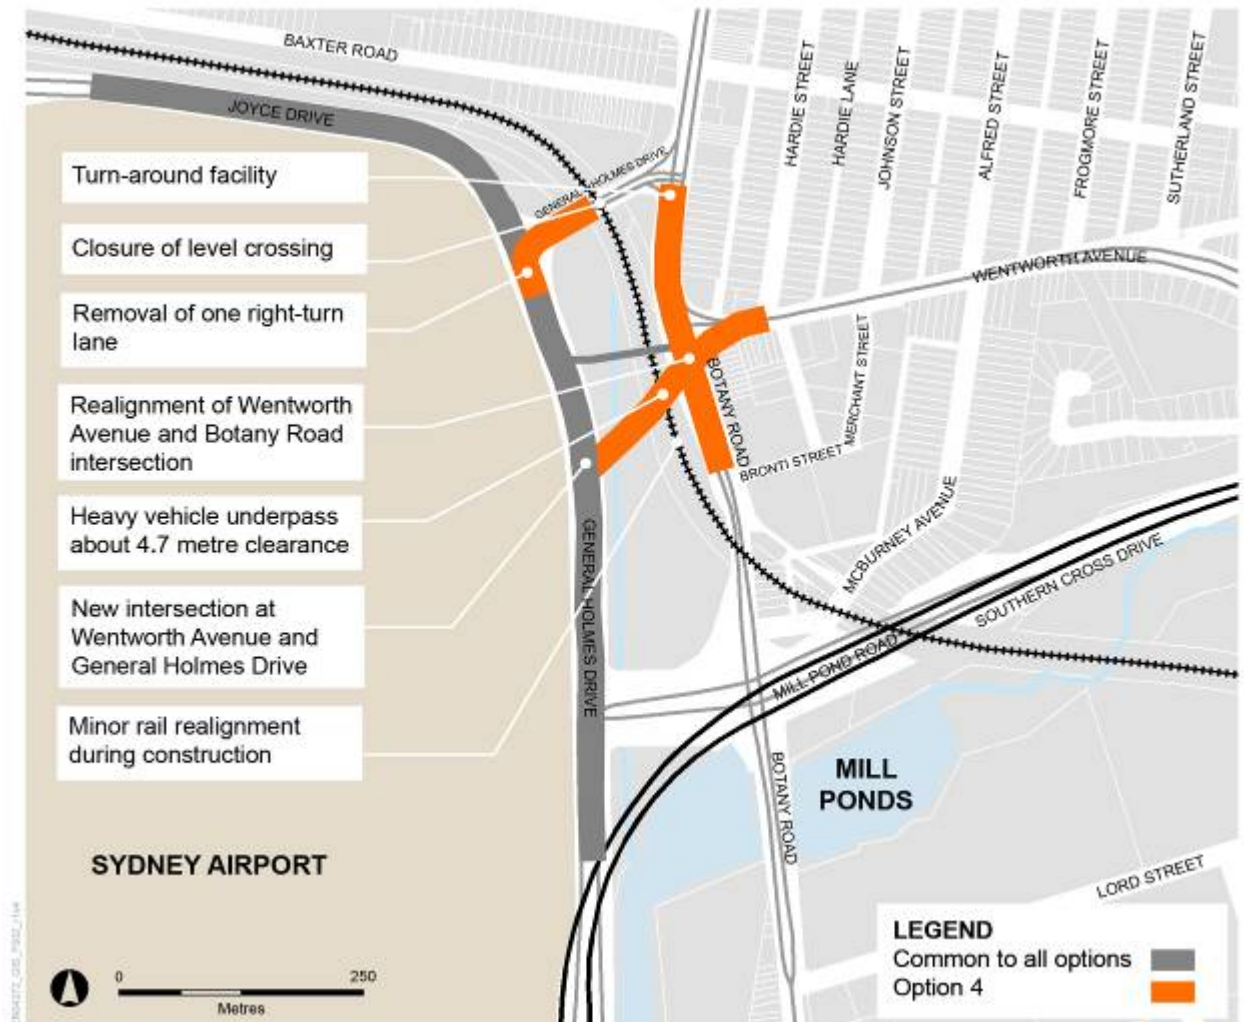 BAXTER ROAD
JOYCE DRIVE
GENERAL HOLMES DRIVE
HARDIE STREET
HARDIE LANE
JOHNSON STREET
ALFRED STREET
FROGMORE STREET
SUTHERLAND STREET
WENTWORTH AVENUE
Turn-around facility
Closure of level crossing
Removal of one right-turn
lane
Realignment of Wentworth
Avenue and Botany Road
intersection
Heavy vehicle underpass
about 4.7 metre clearance
New intersection at
Wentworth Avenue and
General Holmes Drive
Minor rail realignment
during construction
BOTANY ROAD
MERCHANT STREET
BRONTI STREET
MCBURNEY AVENUE
SOUTHERN CROSS DRIVE
MILL POND ROAD
GENERAL HOLMES DRIVE
BOTANY ROAD
MILL
PONDS
SYDNEY AIRPORT
LORD STREET
0 250
Metres
LEGEND
Common to all options
Option 4